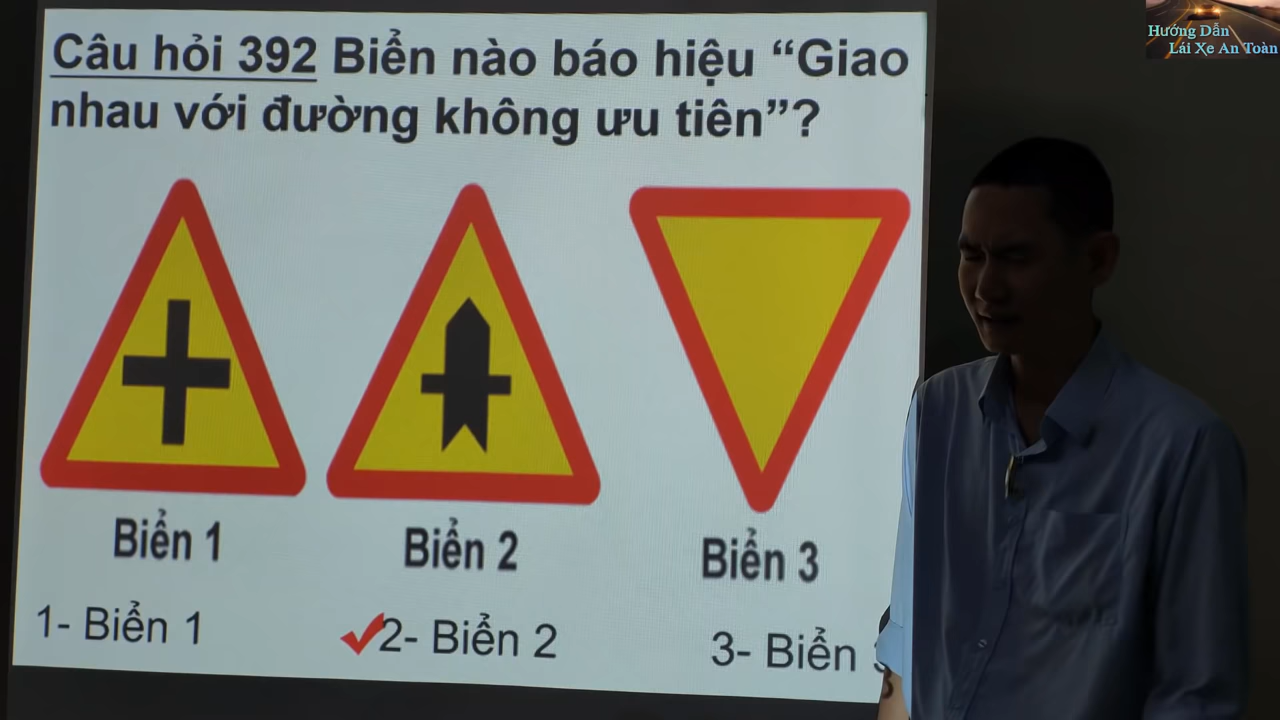 Hướng Dẫn
Lái Xe An Toàn
Câu hỏi 392 Biển nào báo hiệu “Giao
nhau với đường không ưu tiên”?
Biển 1
Biển 2
Biển 3
1- Biển 1
2- Biển 2
3- Biển 3